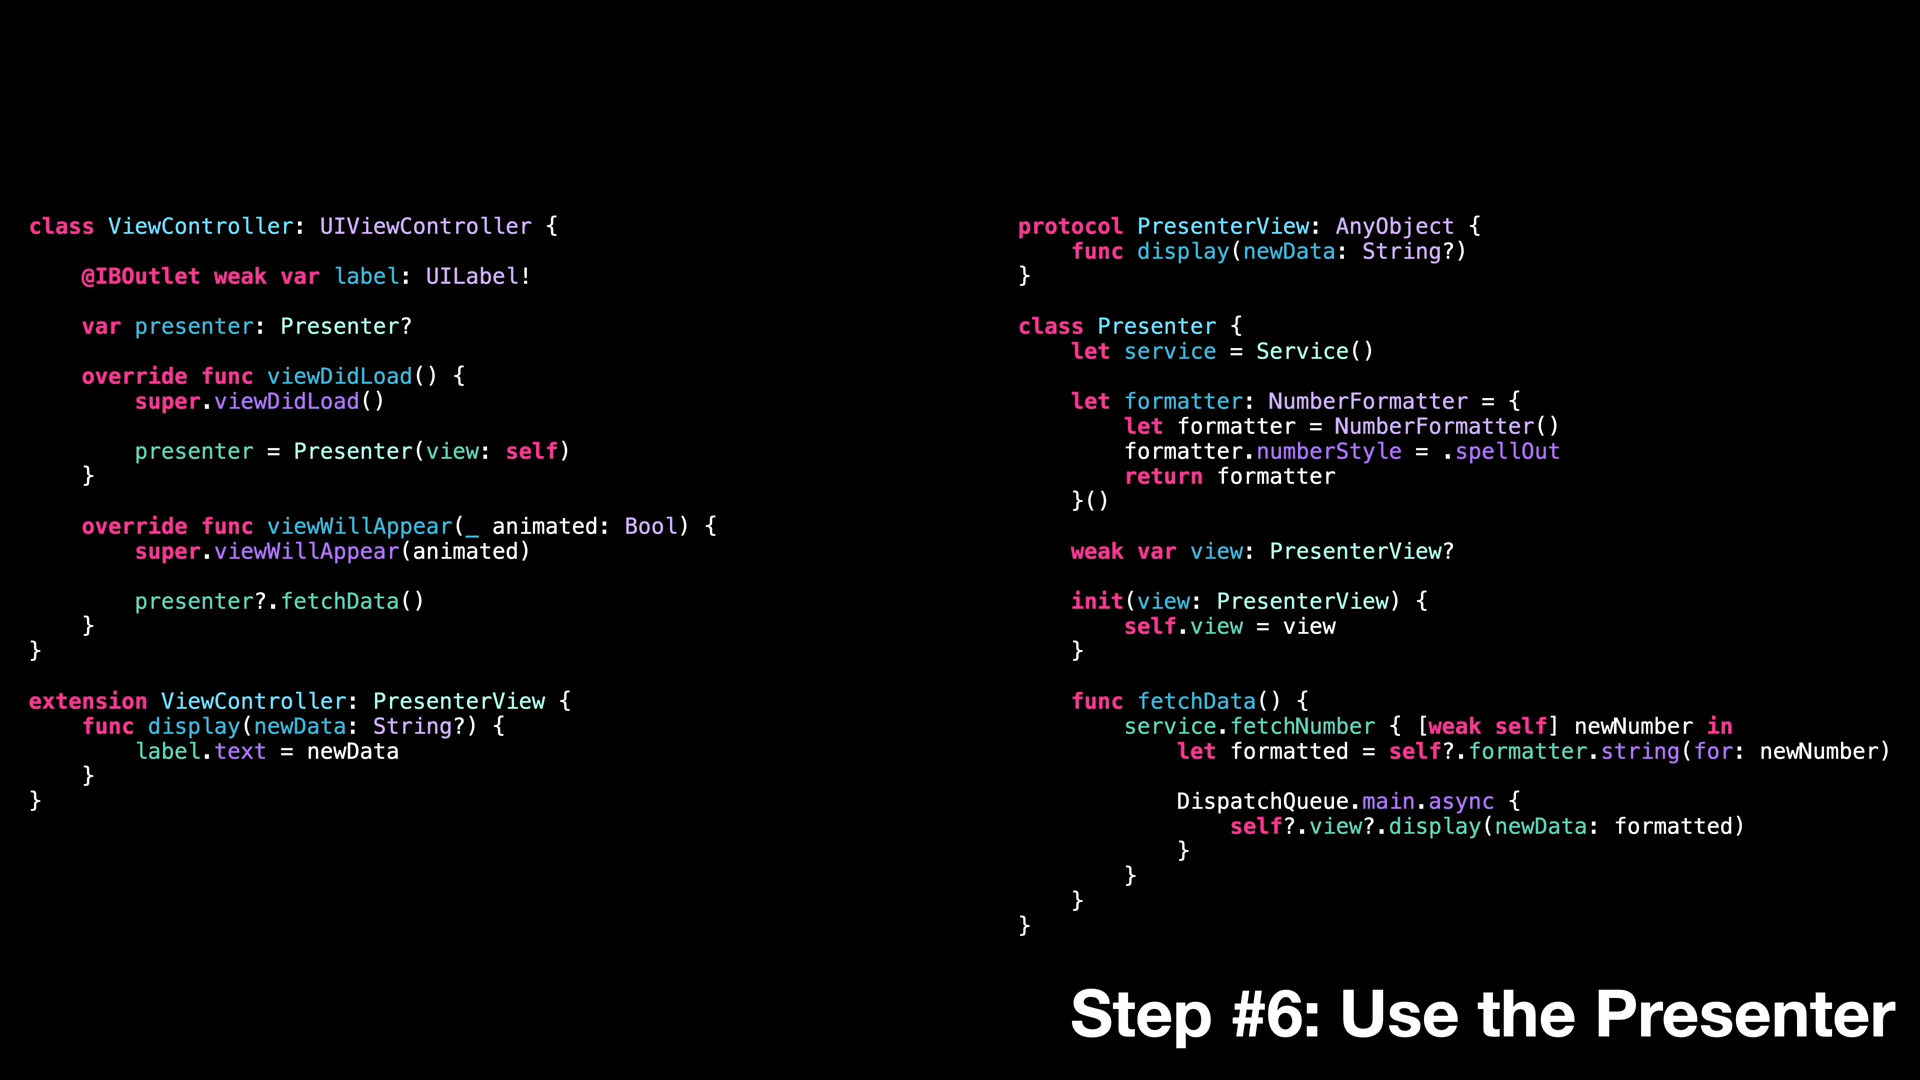 class ViewController: UIViewController {
@IBOutlet weak var label: UILabel!
var presenter: Presenter?
override func viewDidLoad() {
super.viewDidLoad()
presenter = Presenter(view: self)
}
override func viewWillAppear(_ animated: Bool) {
super.viewWillAppear(animated)
presenter?.fetchData()
}
}
extension ViewController: PresenterView {
func display(newData: String?) {
label.text = newData
}
}
protocol PresenterView: AnyObject {
func display(newData: String?)
}
class Presenter {
let service = Service()
let formatter: NumberFormatter = {
let formatter = NumberFormatter()
formatter.numberStyle = .spellOut
return formatter
}()
weak var view: PresenterView?
init(view: PresenterView) {
self.view = view
}
func fetchData() {
service.fetchNumber { [weak self] newNumber in
let formatted = self?.formatter.string(for: newNumber)
DispatchQueue.main.async {
self?.view?.display(newData: formatted)
}
}
}
}
Step #6: Use the Presenter